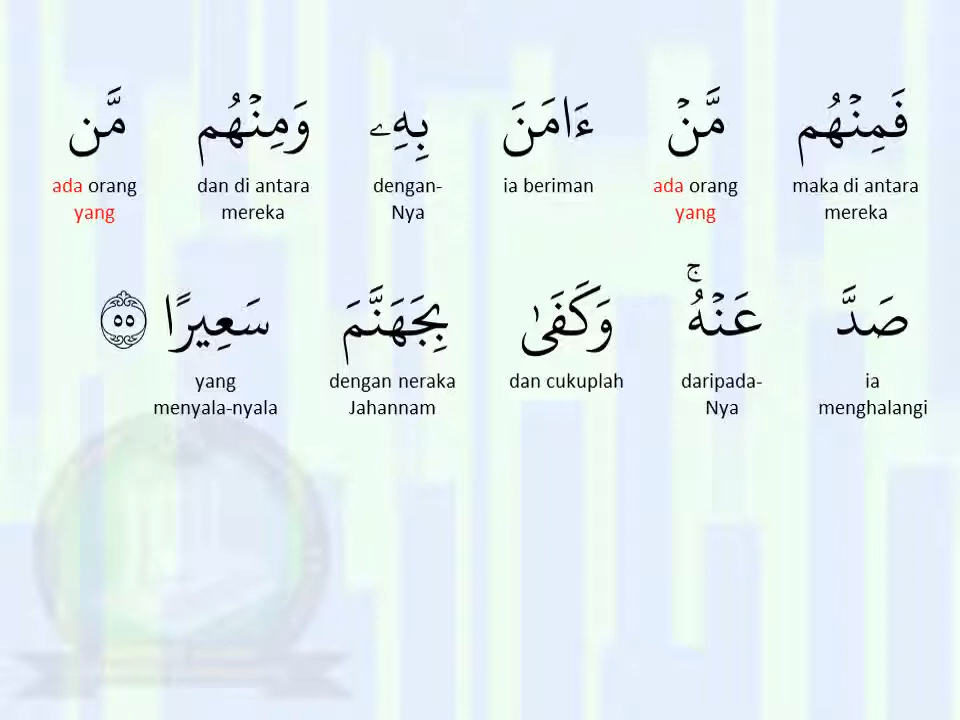 فَمِنْهُم مَّنْ ءَامَنَ بِهِۦ وَمِنْهُم مَّن
maka di antara ada orang ia beriman dengan- dan di antara ada orang
mereka yang Nya mereka yang
صَدَّ عَنْهُ ۚ وَكَفَىٰ بِجَهَنَّمَ سَعِيرًا ٥٥
ia daripada- dan cukuplah dengan neraka yang
menghalangi Nya Jahannam menyala-nyala